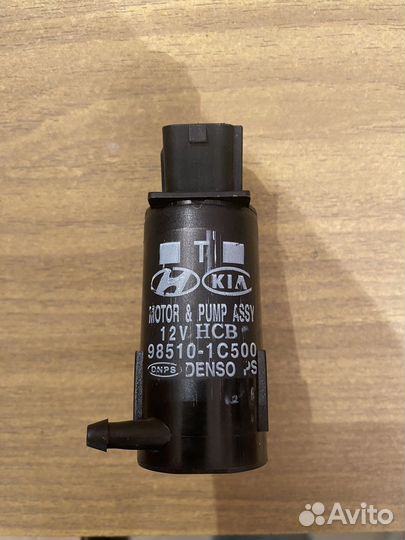 T
H KIA
MOTOR & PUMP ASSY
12V HCB
98510-1C500
DNPS DENSO PS
Avito